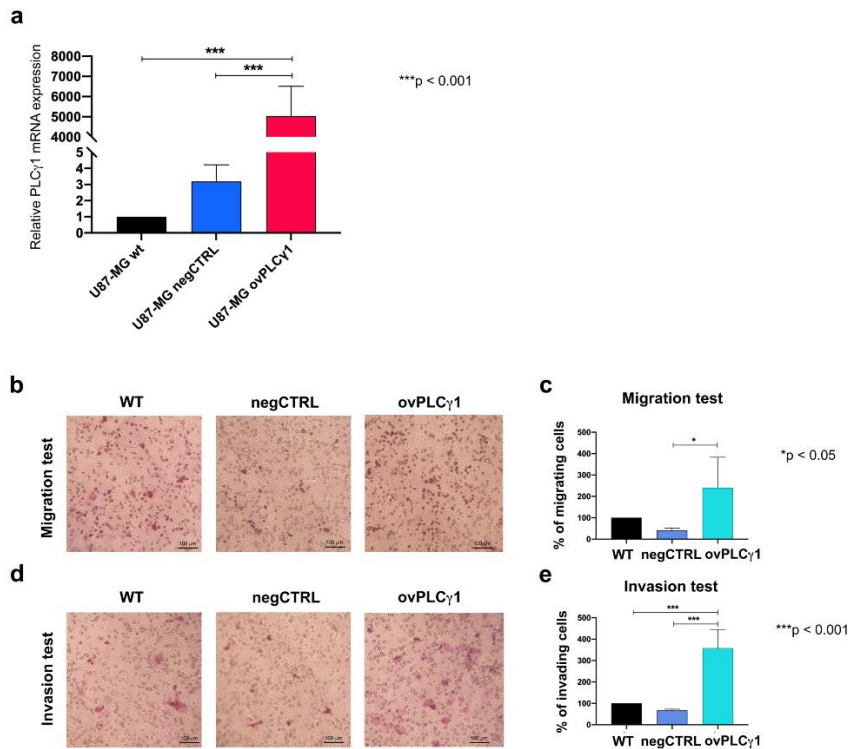 a
Relative PLCγ1 mRNA expression
8000
7000
6000
5000
4000
5
4
3
2
1
0
***
***
***p < 0.001
U87-MG wt
U87-MG negCTRL
U87-MG ovPLCγ1
b
WT
negCTRL
ovPLCγ1
Migration test
100 μm
100 μm
100 μm
c
Migration test
% of migrating cells
500
400
300
200
100
0
*
*p < 0.05
WT
negCTRL
ovPLCγ1
d
WT
negCTRL
ovPLCγ1
Invasion test
100 μm
100 μm
100 μm
e
Invasion test
% of invading cells
500
400
300
200
100
0
***
***
***p < 0.001
WT
negCTRL
ovPLCγ1